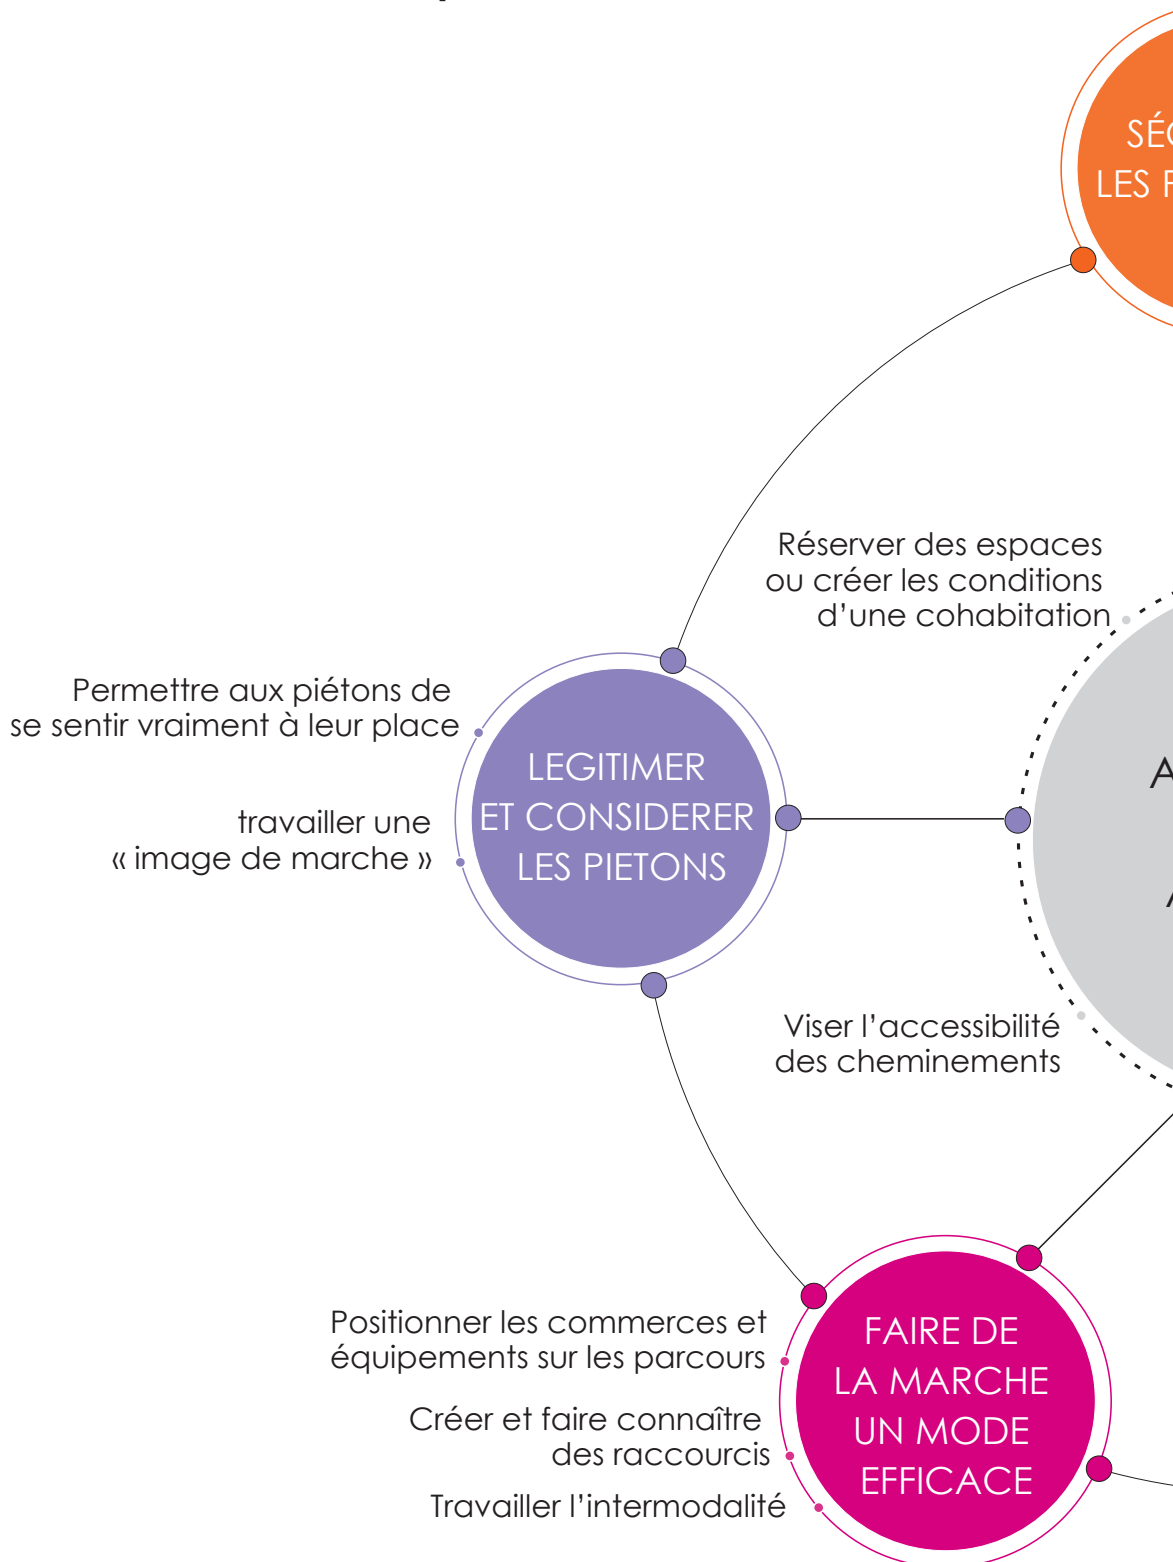 Réserver des espaces
ou créer les conditions
d’une cohabitation
Permettre aux piétons de
se sentir vraiment à leur place
travailler une
« image de marche »
LEGITIMER
ET CONSIDERER
LES PIETONS
Viser l’accessibilité
des cheminements
Positionner les commerces et
équipements sur les parcours
Créer et faire connaître
des raccourcis
Travailler l’intermodalité
FAIRE DE
LA MARCHE
UN MODE
EFFICACE
LES